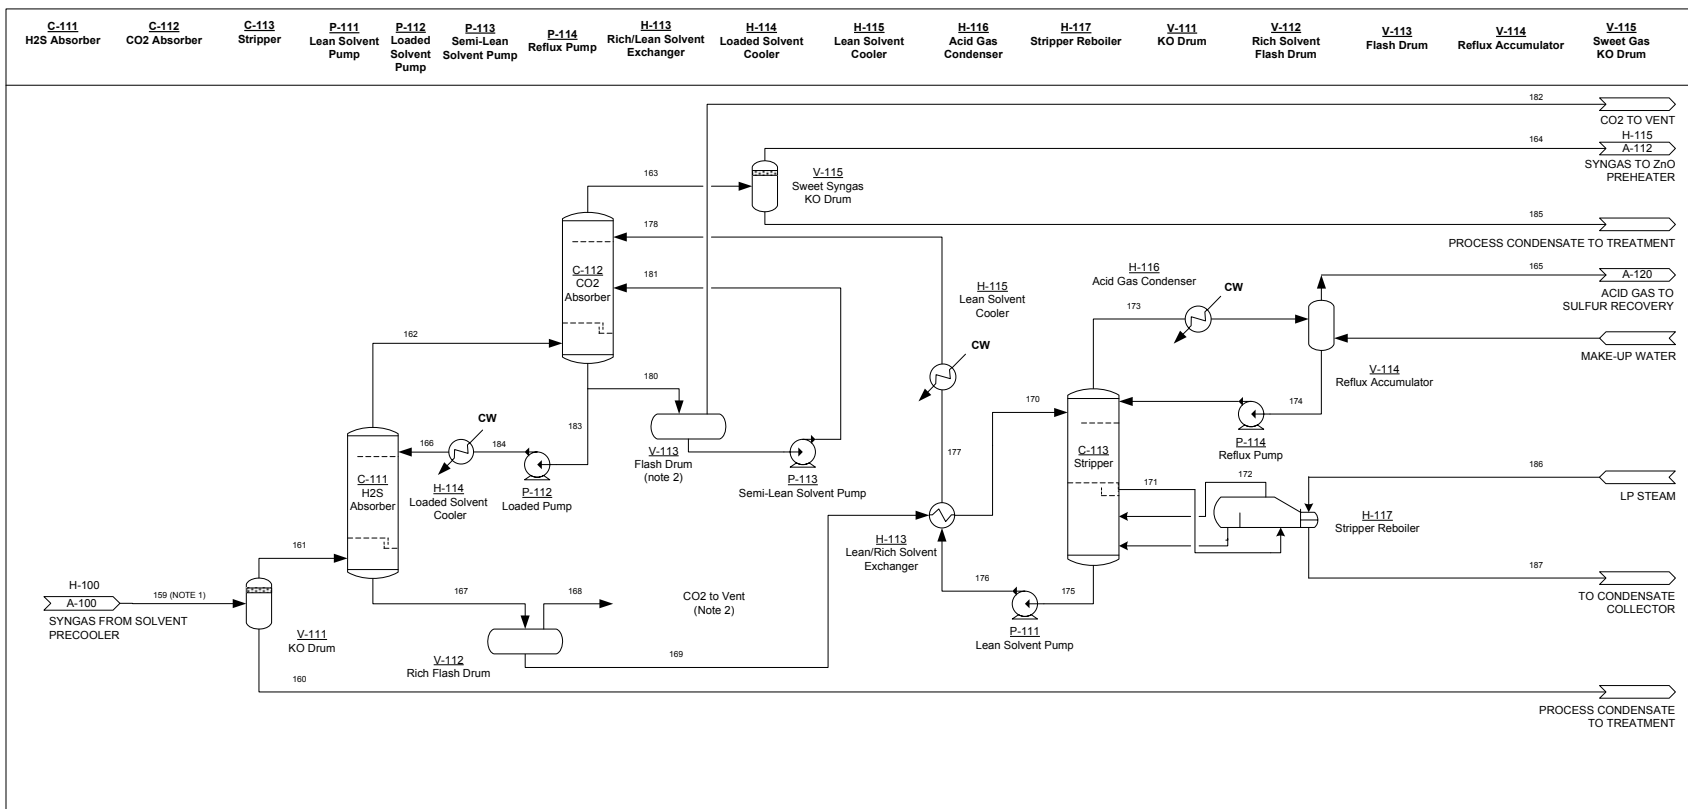 C-111
H2S Absorber
C-112
CO2 Absorber
C-113
Stripper
P-111
Lean Solvent
Pump
P-112
Loaded
Solvent
Pump
P-113
Semi-Lean
Solvent Pump
P-114
Reflux Pump
H-113
Rich/Lean Solvent
Exchanger
H-114
Loaded Solvent
Cooler
H-115
Lean Solvent
Cooler
H-116
Acid Gas
Condenser
H-117
Stripper Reboiler
V-111
KO Drum
V-112
Rich Solvent
Flash Drum
V-113
Flash Drum
V-114
Reflux Accumulator
V-115
Sweet Gas
KO Drum
182
CO2 TO VENT
164
H-115
A-112
SYNGAS TO ZnO
PREHEATER
163
V-115
Sweet Syngas
KO Drum
185
PROCESS CONDENSATE TO TREATMENT
178
C-112
CO2
Absorber
181
H-115
Lean Solvent
Cooler
CW
H-116
Acid Gas Condenser
CW
173
165
A-120
ACID GAS TO
SULFUR RECOVERY
MAKE-UP WATER
V-114
Reflux Accumulator
162
180
183
170
174
P-114
Reflux Pump
CW
166
184
H-114
Loaded Solvent
Cooler
P-112
Loaded Pump
V-113
Flash Drum
(note 2)
P-113
Semi-Lean Solvent Pump
177
C-113
Stripper
171
172
186
LP STEAM
H-117
Stripper Reboiler
C-111
H2S
Absorber
161
H-113
Lean/Rich Solvent
Exchanger
187
TO CONDENSATE
COLLECTOR
H-100
A-100
159 (NOTE 1)
SYNGAS FROM SOLVENT
PRECOOLER
V-111
KO Drum
167
168
CO2 to Vent
(Note 2)
176
175
P-111
Lean Solvent Pump
V-112
Rich Flash Drum
169
160
PROCESS CONDENSATE
TO TREATMENT